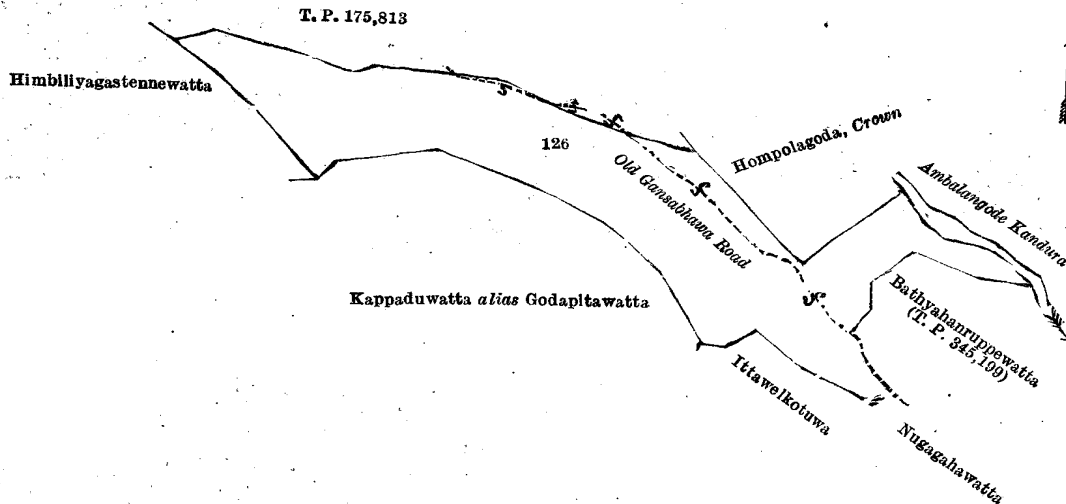 T. P. 175,813
Himbiliyagastennewatta
126
Old Gansabhawa Road
Hompolagoda, Crown
Ambalangode Kandura
Kappaduwatta alias Godapitawatta
Bathyahanruppewatta
(T. P. 345,199)
Ittawelkotuwa
Nugagahawatta